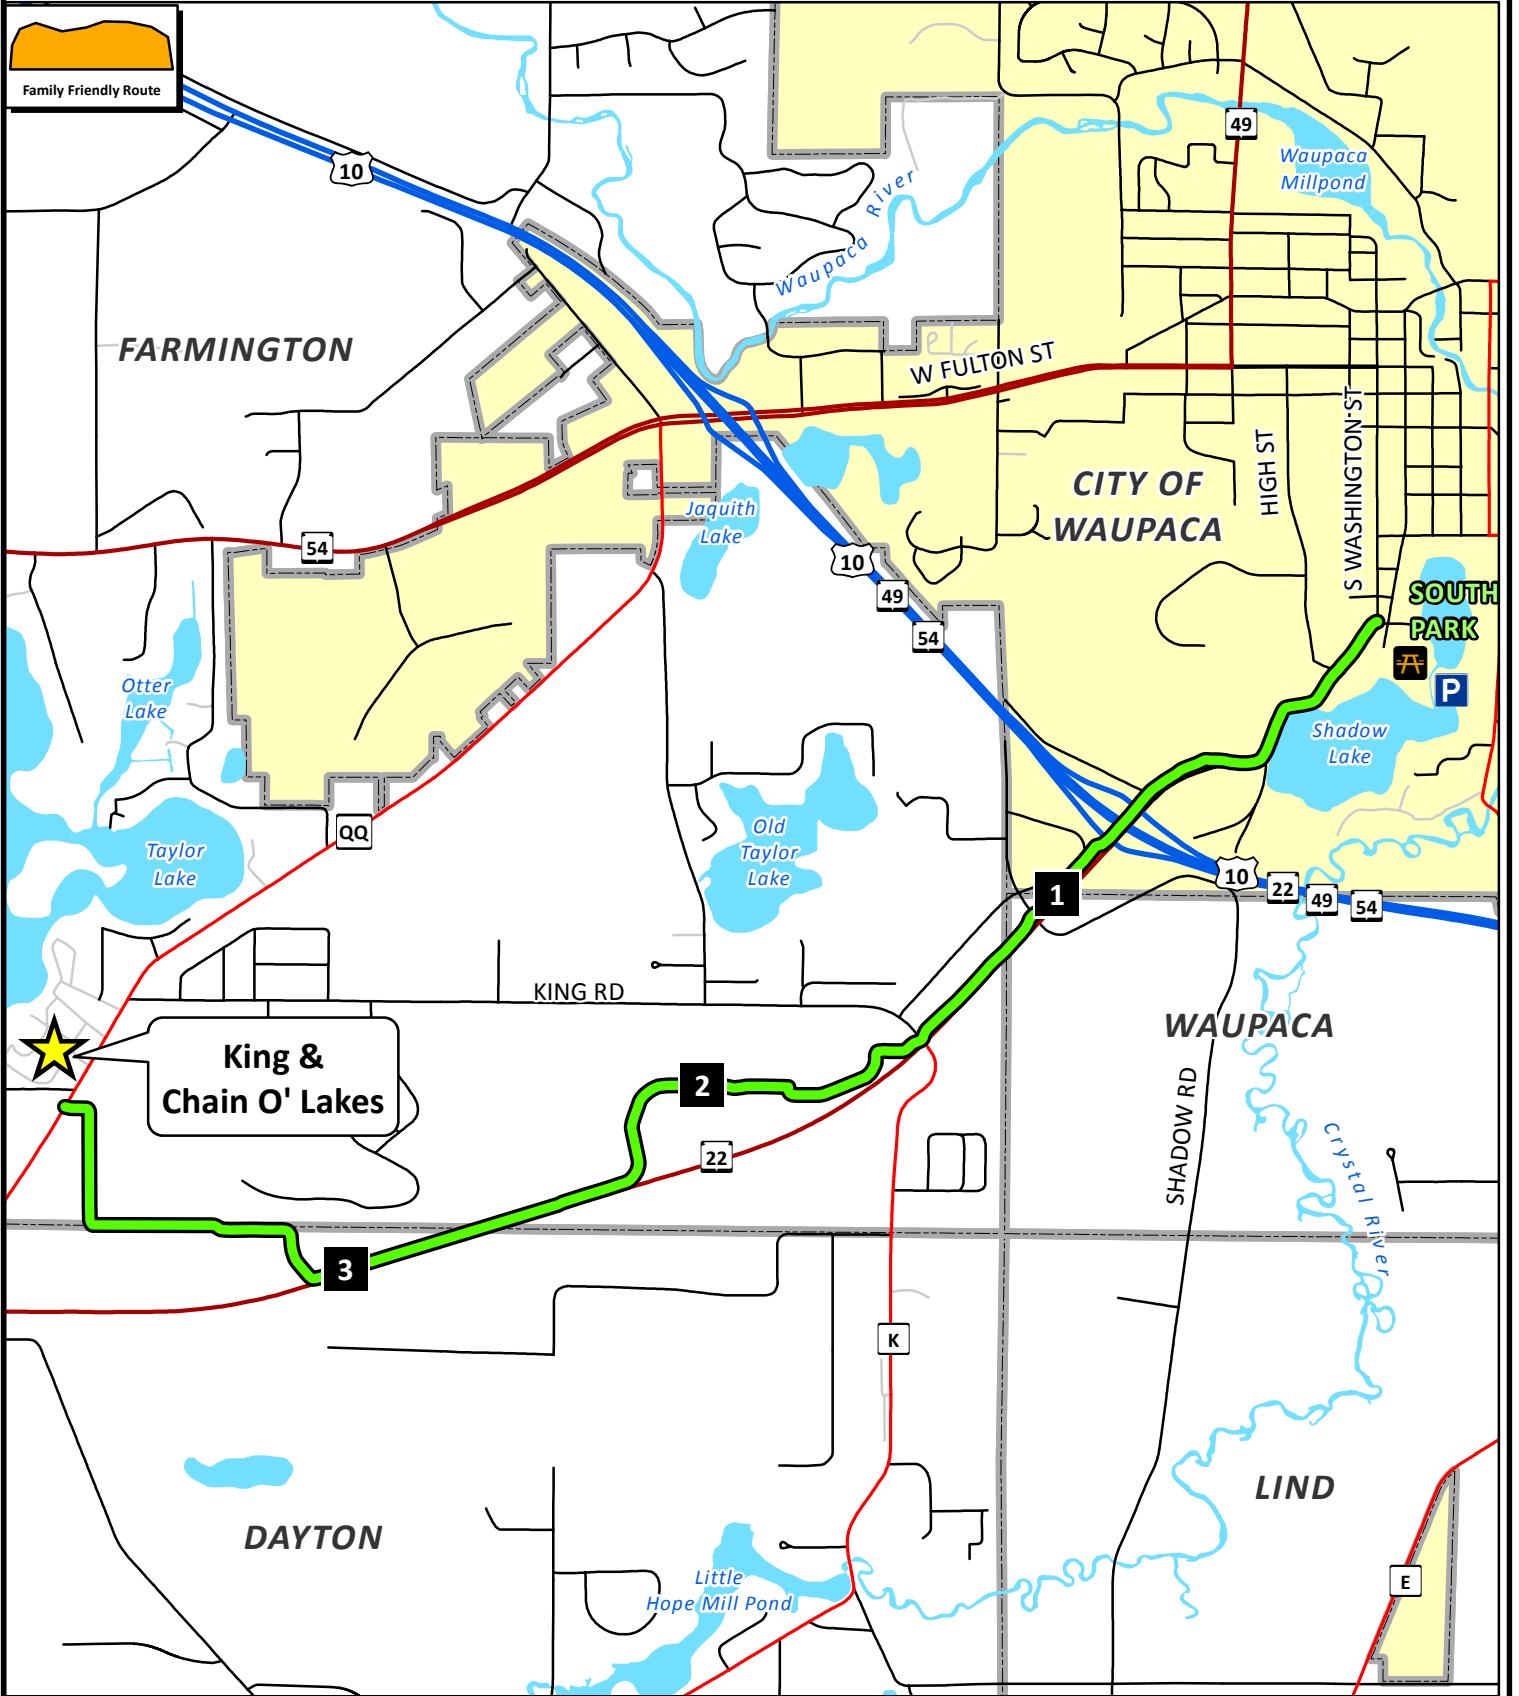 Family Friendly Route
10
49
Waupaca
Millpond
Waupaca River
FARMINGTON
W FULTON ST
S WASHINGTON ST
HIGH ST
CITY OF
WAUPACA
Jaquith
Lake
54
10
49
54
SOUTH
PARK
P
Otter
Lake
Shadow
Lake
QQ
Taylor
Lake
Old
Taylor
Lake
10
22
49
54
1
KING RD
WAUPACA
King &
Chain O' Lakes
2
SHADOW RD
22
Crystal River
3
K
LIND
DAYTON
Little
Hope Mill Pond
E